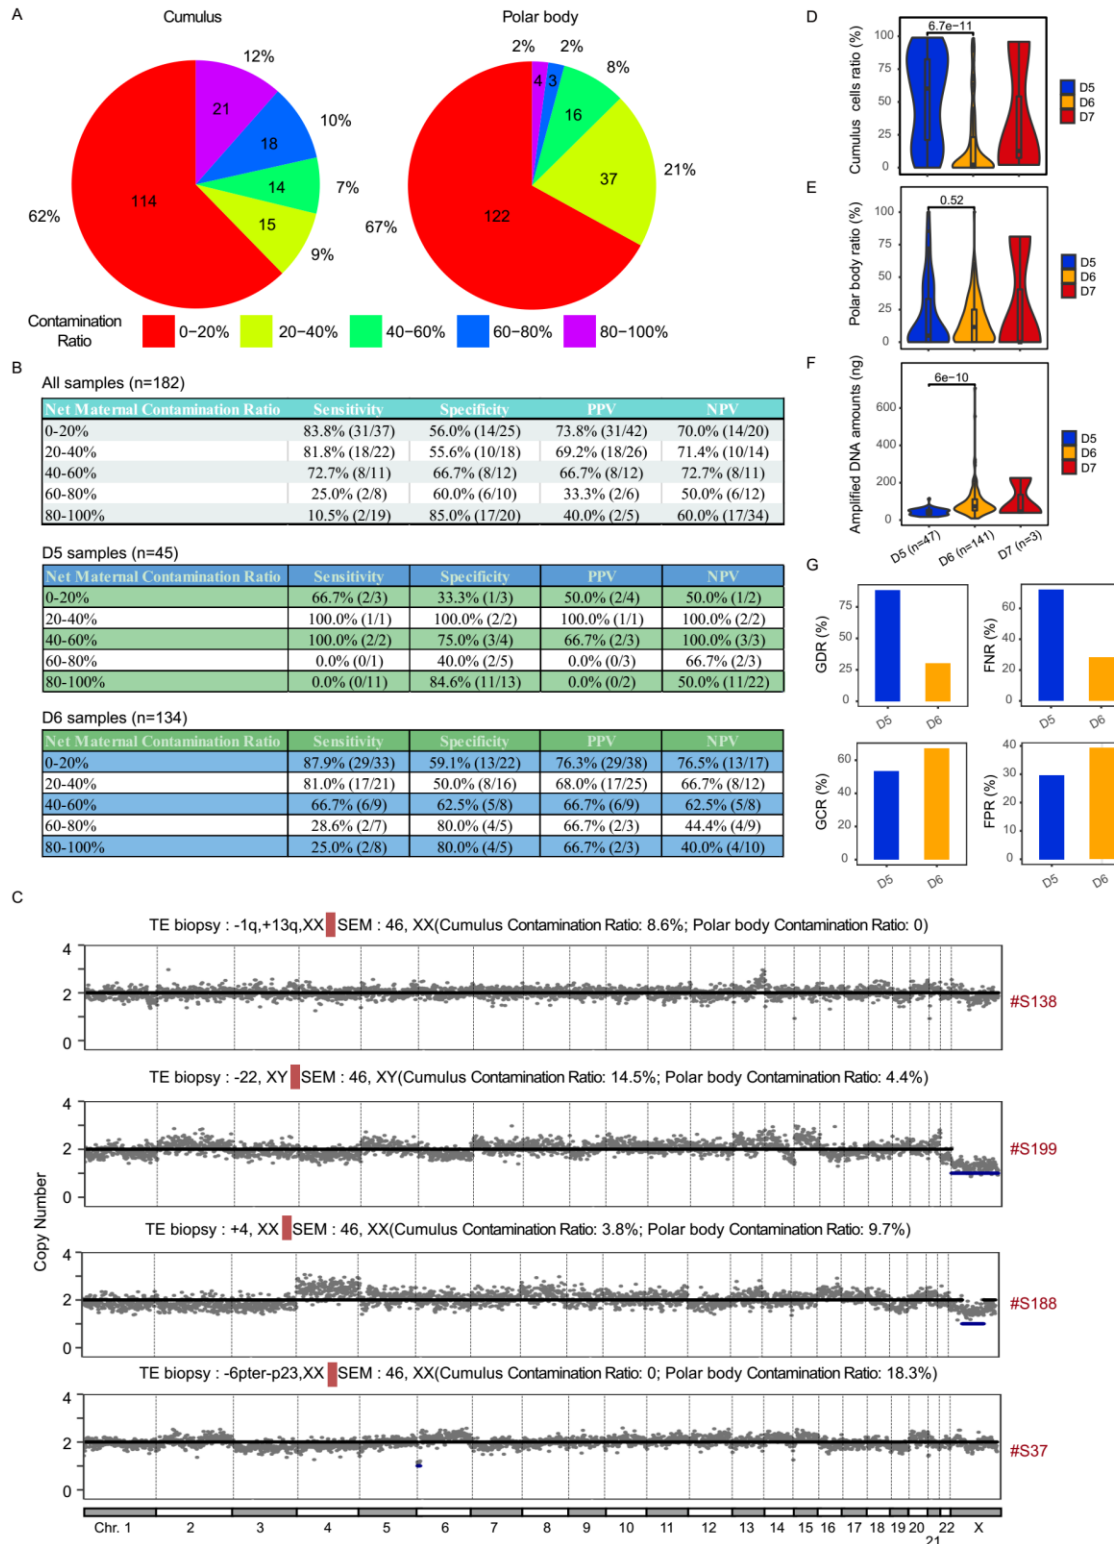 A
Cumulus
Polar body
12%
10%
7%
9%
62%
21
18
14
15
114
2%
2%
8%
21%
67%
4
3
16
37
122
Contamination
Ratio
0−20%
20−40%
40−60%
60−80%
80−100%
B
All samples (n=182)
Net Maternal Contamination Ratio Sensitivity Specificity PPV NPV
0-20% 83.8% (31/37) 56.0% (14/25) 73.8% (31/42) 70.0% (14/20)
20-40% 81.8% (18/22) 55.6% (10/18) 69.2% (18/26) 71.4% (10/14)
40-60% 72.7% (8/11) 66.7% (8/12) 66.7% (8/12) 72.7% (8/11)
60-80% 25.0% (2/8) 60.0% (6/10) 33.3% (2/6) 50.0% (6/12)
80-100% 10.5% (2/19) 85.0% (17/20) 40.0% (2/5) 60.0% (17/34)
D5 samples (n=45)
Net Maternal Contamination Ratio Sensitivity Specificity PPV NPV
0-20% 66.7% (2/3) 33.3% (1/3) 50.0% (2/4) 50.0% (1/2)
20-40% 100.0% (1/1) 100.0% (2/2) 100.0% (1/1) 100.0% (2/2)
40-60% 100.0% (2/2) 75.0% (3/4) 66.7% (2/3) 100.0% (3/3)
60-80% 0.0% (0/1) 40.0% (2/5) 0.0% (0/3) 66.7% (2/3)
80-100% 0.0% (0/11) 84.6% (11/13) 0.0% (0/2) 50.0% (11/22)
D6 samples (n=134)
Net Maternal Contamination Ratio Sensitivity Specificity PPV NPV
0-20% 87.9% (29/33) 59.1% (13/22) 76.3% (29/38) 76.5% (13/17)
20-40% 81.0% (17/21) 50.0% (8/16) 68.0% (17/25) 66.7% (8/12)
40-60% 66.7% (6/9) 62.5% (5/8) 66.7% (6/9) 62.5% (5/8)
60-80% 28.6% (2/7) 80.0% (4/5) 66.7% (2/3) 44.4% (4/9)
80-100% 25.0% (2/8) 80.0% (4/5) 66.7% (2/3) 40.0% (4/10)
D
Cumulus cells ratio (%)
100
75
50
25
0
6.7e−11
D5
D6
D7
E
Polar body ratio (%)
100
75
50
25
0
0.52
D5
D6
D7
F
Amplified DNA amounts (ng)
600
400
200
0
6e−10
D5
D6
D7
D5 (n=47)
D6 (n=141)
D7 (n=3)
G
GDR (%)
75
50
25
0
D5 D6
FNR (%)
60
40
20
0
D5 D6
GCR (%)
60
40
20
0
D5 D6
FPR (%)
40
30
20
10
0
D5 D6
C
Copy Number
TE biopsy : -1q,+13q,XX SEM : 46, XX(Cumulus Contamination Ratio: 8.6%; Polar body Contamination Ratio: 0)
4
2
0
#S138
TE biopsy : -22, XY SEM : 46, XY(Cumulus Contamination Ratio: 14.5%; Polar body Contamination Ratio: 4.4%)
4
2
0
#S199
TE biopsy : +4, XX SEM : 46, XX(Cumulus Contamination Ratio: 3.8%; Polar body Contamination Ratio: 9.7%)
4
2
0
#S188
TE biopsy : -6pter-p23,XX SEM : 46, XX(Cumulus Contamination Ratio: 0; Polar body Contamination Ratio: 18.3%)
4
2
0
#S37
Chr. 1 2 3 4 5 6 7 8 9 10 11 12 13 14 15 16 17 18 19 20 21 22 X